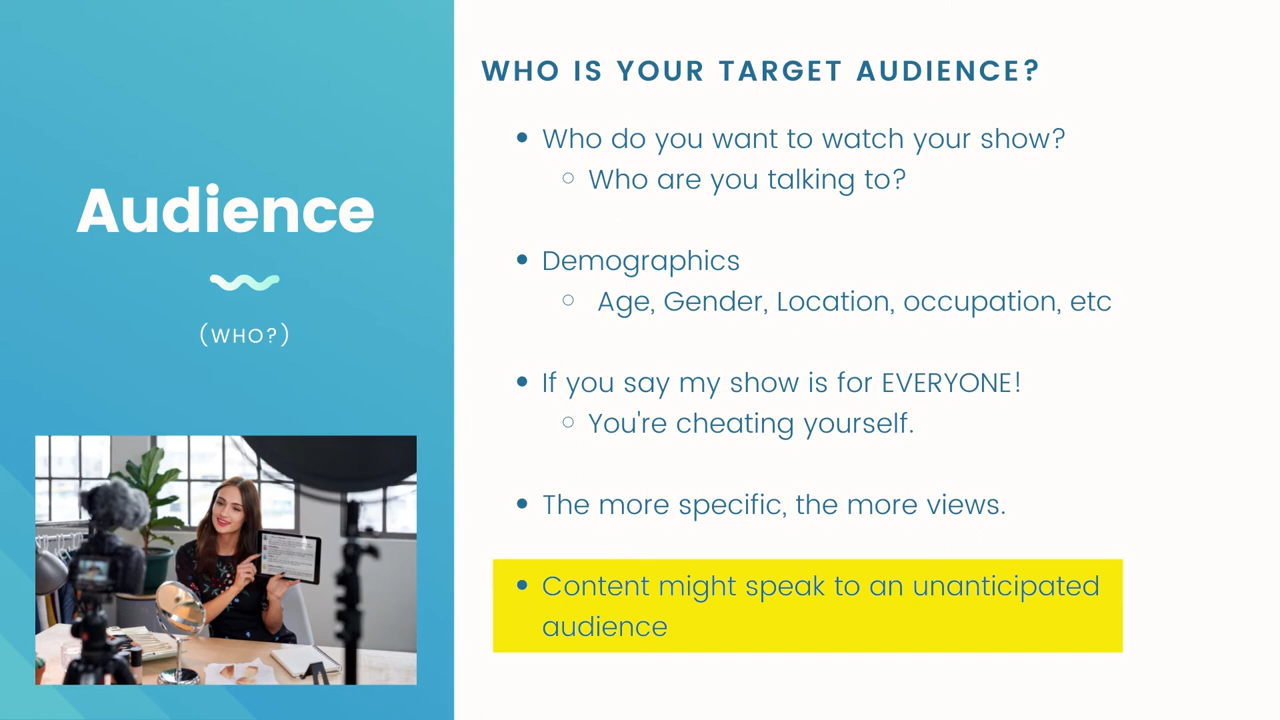 Audience
(WHO?)
WHO IS YOUR TARGET AUDIENCE?
• Who do you want to watch your show?
○ Who are you talking to?
• Demographics
○ Age, Gender, Location, occupation, etc
• If you say my show is for EVERYONE!
○ You're cheating yourself.
• The more specific, the more views.
• Content might speak to an unanticipated
audience